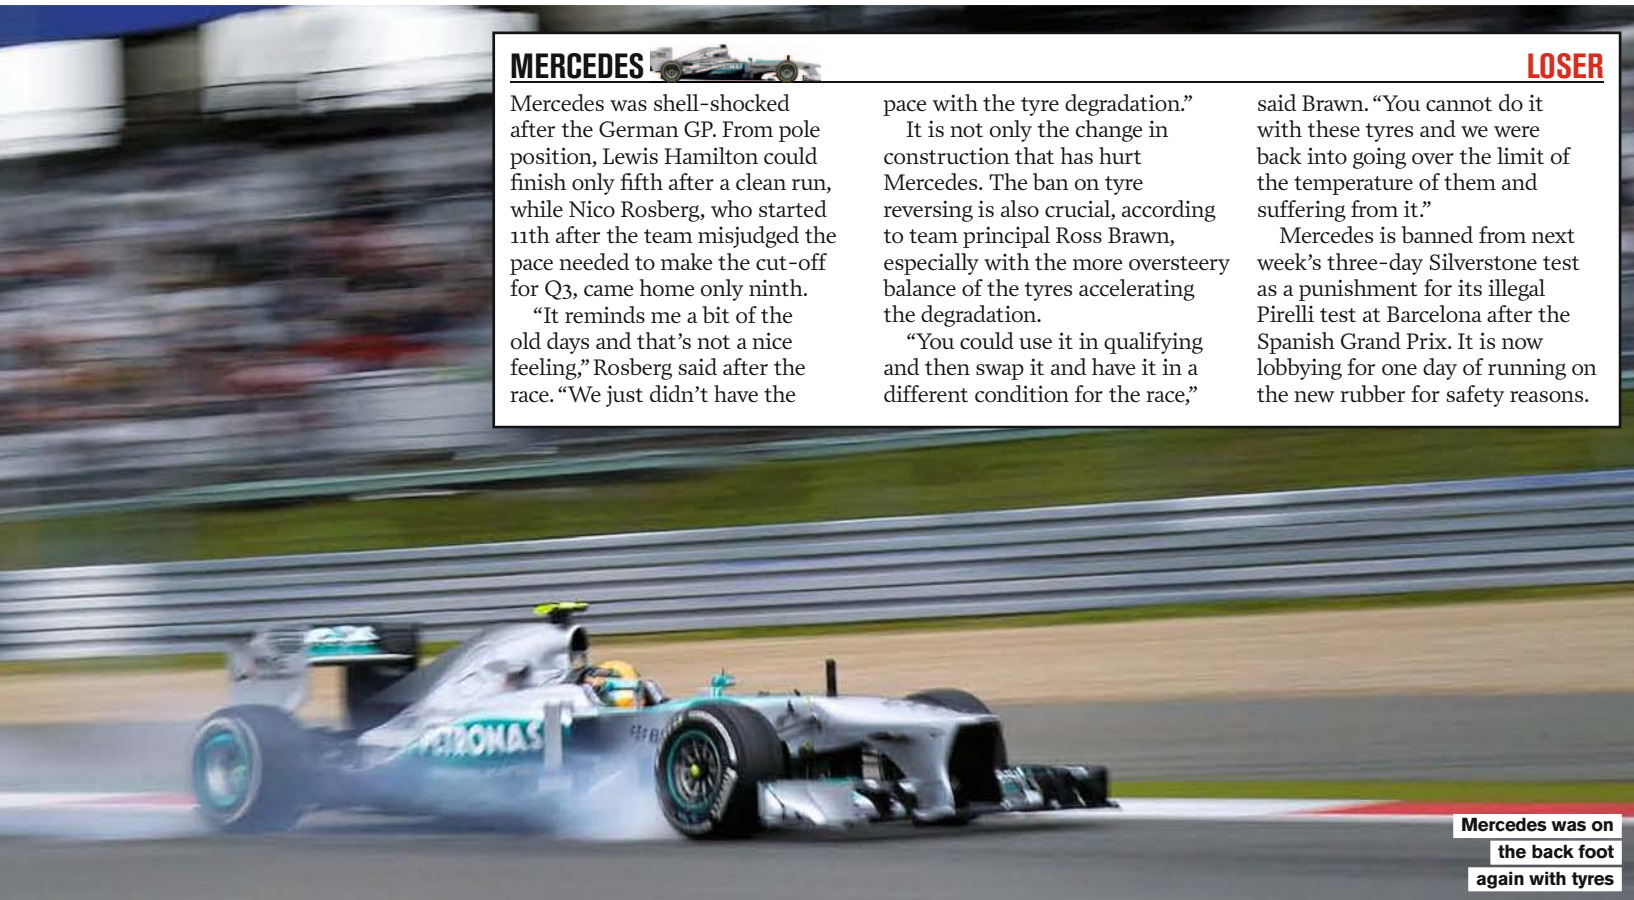 MERCEDES
LOSER
Mercedes was shell-shocked
after the German GP. From pole
position, Lewis Hamilton could
finish only fifth after a clean run,
while Nico Rosberg, who started
11th after the team misjudged the
pace needed to make the cut-off
for Q3, came home only ninth.
“It reminds me a bit of the
old days and that’s not a nice
feeling,” Rosberg said after the
race. “We just didn’t have the
pace with the tyre degradation.”
It is not only the change in
construction that has hurt
Mercedes. The ban on tyre
reversing is also crucial, according
to team principal Ross Brawn,
especially with the more oversteery
balance of the tyres accelerating
the degradation.
“You could use it in qualifying
and then swap it and have it in a
different condition for the race,”
said Brawn. “You cannot do it
with these tyres and we were
back into going over the limit of
the temperature of them and
suffering from it.”
Mercedes is banned from next
week’s three-day Silverstone test
as a punishment for its illegal
Pirelli test at Barcelona after the
Spanish Grand Prix. It is now
lobbying for one day of running on
the new rubber for safety reasons.
PETRONAS
Mercedes was on
the back foot
again with tyres